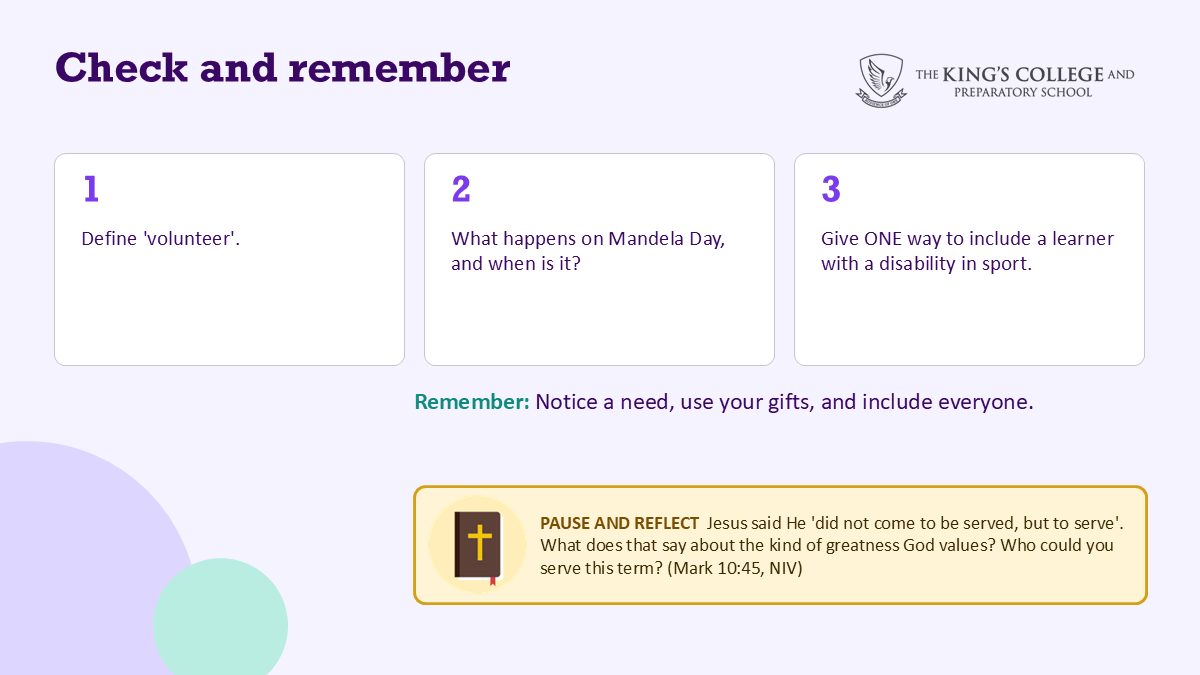 Check and remember
THE KING'S COLLEGE AND
PREPARATORY SCHOOL
1
Define 'volunteer'.
2
What happens on Mandela Day,
and when is it?
3
Give ONE way to include a learner
with a disability in sport.
Remember: Notice a need, use your gifts, and include everyone.
PAUSE AND REFLECT Jesus said He 'did not come to be served, but to serve'.
What does that say about the kind of greatness God values? Who could you
serve this term? (Mark 10:45, NIV)